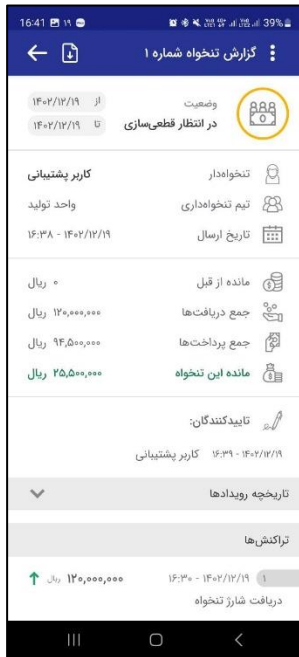 16:41 ۱۹ 39%
گزارش تنخواه شماره ۱
وضعیت
از ۱۴۰۲/۱۲/۱۹
در انتظار قطعی‌سازی
تا ۱۴۰۲/۱۲/۱۹
تنخواه‌دار کاربر پشتیبانی
تیم تنخواه‌داری واحد تولید
تاریخ ارسال ۱۴۰۲/۱۲/۱۹ - ۱۶:۳۸
مانده از قبل ۰ ریال
جمع دریافت‌ها ۱۲۰,۰۰۰,۰۰۰ ریال
جمع پرداخت‌ها ۹۴,۵۰۰,۰۰۰ ریال
مانده این تنخواه ۲۵,۵۰۰,۰۰۰ ریال
تاییدکنندگان:
۱۴۰۲/۱۲/۱۹ - ۱۶:۳۹ کاربر پشتیبانی
تاریخچه رویدادها
تراکنش‌ها
۱ ۱۴۰۲/۱۲/۱۹ - ۱۶:۳۰ ۱۲۰,۰۰۰,۰۰۰ ریال
دریافت شارژ تنخواه